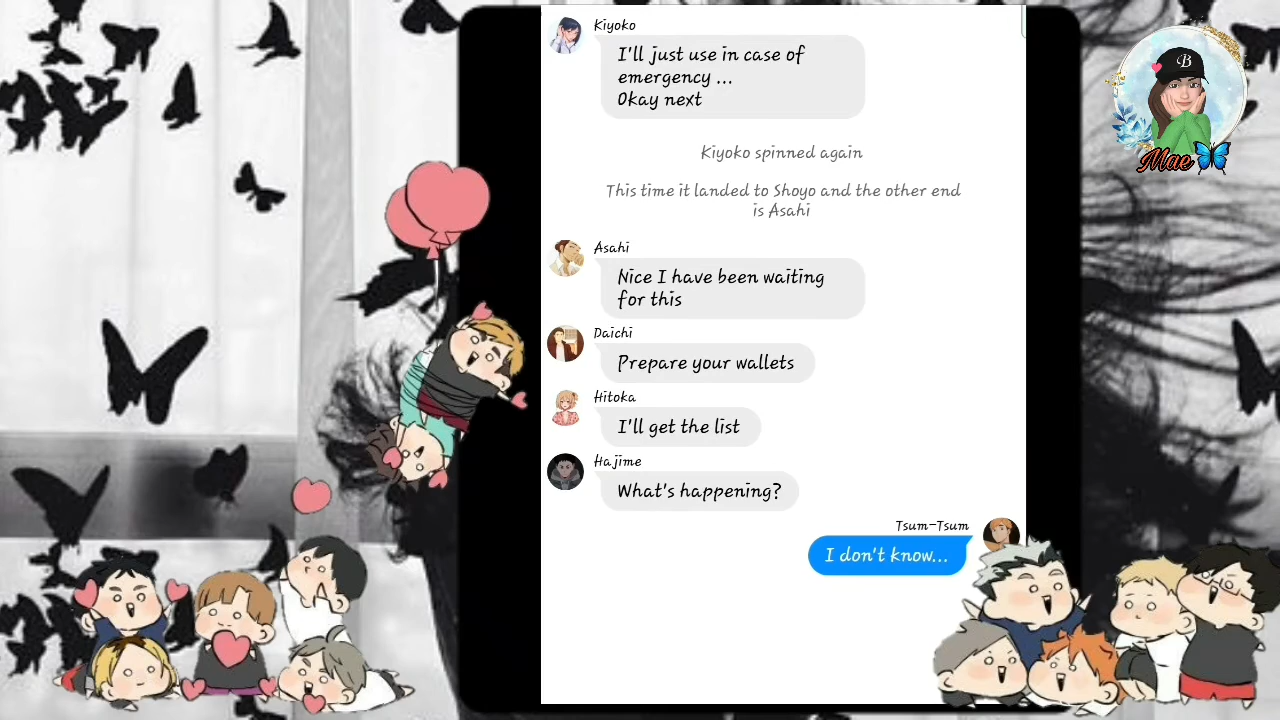 Kiyoko
I'll just use in case of
emergency ...
Okay next
Kiyoko spinned again
This time it landed to Shoyo and the other end
is Asahi
Asahi
Nice I have been waiting
for this
Daichi
Prepare your wallets
Hitoka
I'll get the list
Hajime
What's happening?
Tsum-Tsum
I don't know...
B
Mae